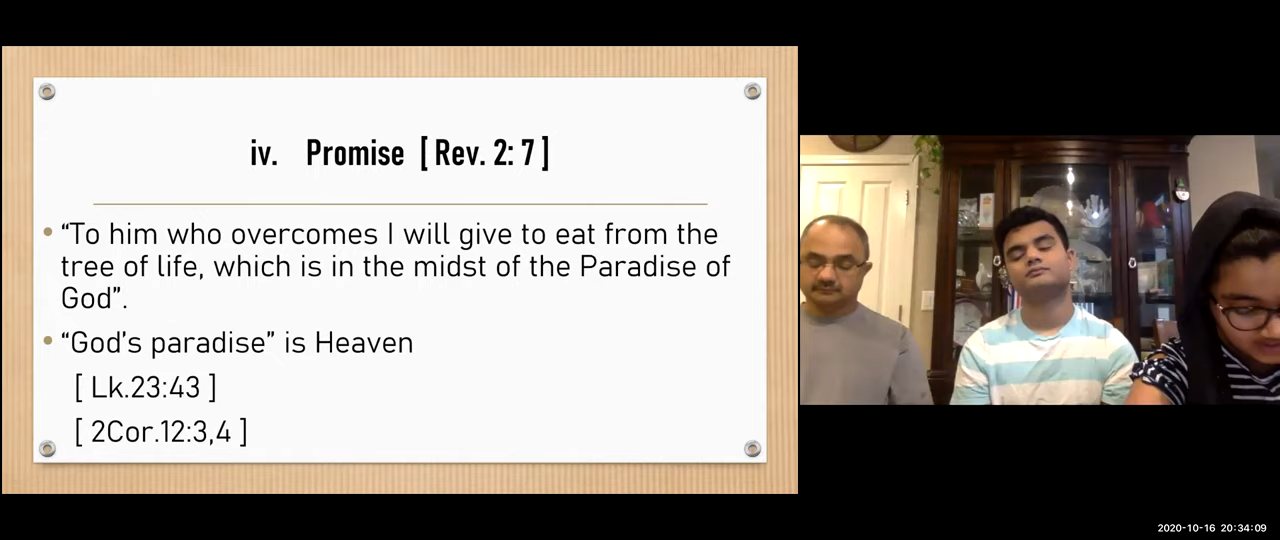 iv. Promise [ Rev. 2: 7 ]
• “To him who overcomes I will give to eat from the
tree of life, which is in the midst of the Paradise of
God”.
• “God’s paradise” is Heaven
[ Lk.23:43 ]
[ 2Cor.12:3,4 ]
2020-10-16 20:34:09